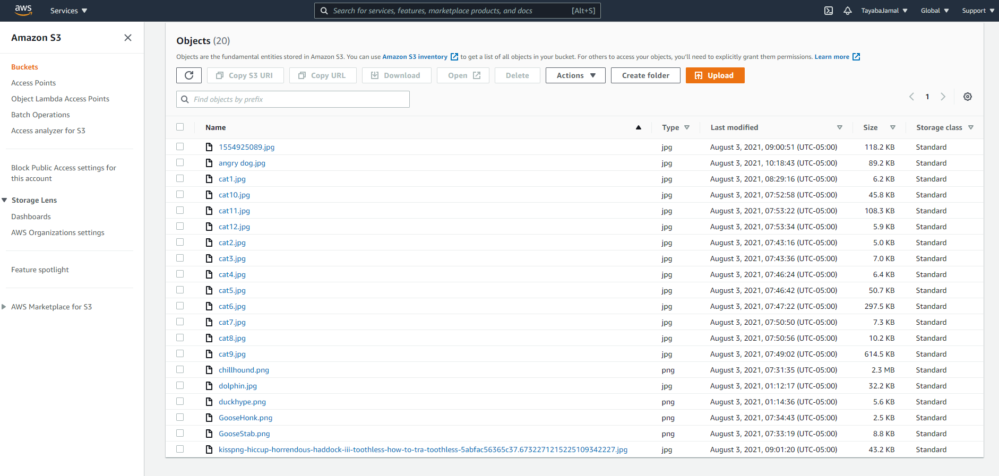 aws Services Search for services, features, marketplace products, and docs [Alt+S] TayabaJamal Global Support
Amazon S3
Buckets
Access Points
Object Lambda Access Points
Batch Operations
Access analyzer for S3
Block Public Access settings for
this account
Storage Lens
Dashboards
AWS Organizations settings
Feature spotlight
AWS Marketplace for S3
Objects (20)
Objects are the fundamental entities stored in Amazon S3. You can use Amazon S3 inventory to get a list of all objects in your bucket. For others to access your objects, you'll need to explicitly grant them permissions. Learn more
Copy S3 URI Copy URL Download Open Delete Actions Create folder Upload
Find objects by prefix 1
Name Type Last modified Size Storage class
1554925089.jpg jpg August 3, 2021, 09:00:51 (UTC-05:00) 118.2 KB Standard
angry dog.jpg jpg August 3, 2021, 10:18:43 (UTC-05:00) 89.2 KB Standard
cat1.jpg jpg August 3, 2021, 08:29:16 (UTC-05:00) 6.2 KB Standard
cat10.jpg jpg August 3, 2021, 07:52:58 (UTC-05:00) 45.8 KB Standard
cat11.jpg jpg August 3, 2021, 07:53:22 (UTC-05:00) 108.3 KB Standard
cat12.jpg jpg August 3, 2021, 07:53:34 (UTC-05:00) 5.9 KB Standard
cat2.jpg jpg August 3, 2021, 07:43:16 (UTC-05:00) 5.0 KB Standard
cat3.jpg jpg August 3, 2021, 07:43:36 (UTC-05:00) 7.0 KB Standard
cat4.jpg jpg August 3, 2021, 07:46:24 (UTC-05:00) 6.4 KB Standard
cat5.jpg jpg August 3, 2021, 07:46:42 (UTC-05:00) 50.7 KB Standard
cat6.jpg jpg August 3, 2021, 07:47:22 (UTC-05:00) 297.5 KB Standard
cat7.jpg jpg August 3, 2021, 07:50:50 (UTC-05:00) 7.3 KB Standard
cat8.jpg jpg August 3, 2021, 07:50:56 (UTC-05:00) 10.2 KB Standard
cat9.jpg jpg August 3, 2021, 07:49:02 (UTC-05:00) 614.5 KB Standard
chillhound.png png August 3, 2021, 07:31:35 (UTC-05:00) 2.3 MB Standard
dolphin.jpg jpg August 3, 2021, 01:12:17 (UTC-05:00) 32.2 KB Standard
duckhype.png png August 3, 2021, 01:14:36 (UTC-05:00) 5.6 KB Standard
GooseHonk.png png August 3, 2021, 07:34:43 (UTC-05:00) 2.5 KB Standard
GooseStab.png png August 3, 2021, 07:33:19 (UTC-05:00) 8.8 KB Standard
kisspng-hiccup-horrendous-haddock-iii-toothless-how-to-tra-toothless-5abfac56365c37.6732271215225109342227.jpg jpg August 3, 2021, 09:01:20 (UTC-05:00) 43.2 KB Standard